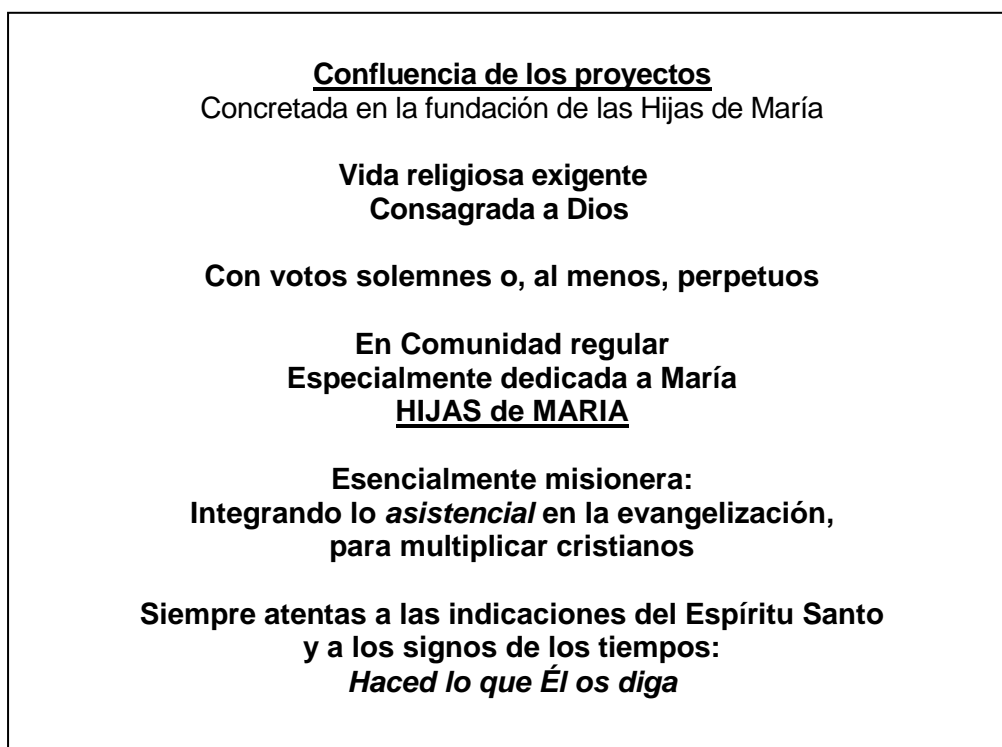 Confluencia de los proyectos
Concretada en la fundación de las Hijas de María
Vida religiosa exigente
Consagrada a Dios
Con votos solemnes o, al menos, perpetuos
En Comunidad regular
Especialmente dedicada a María
HIJAS de MARIA
Esencialmente misionera:
Integrando lo asistencial en la evangelización,
para multiplicar cristianos
Siempre atentas a las indicaciones del Espíritu Santo
y a los signos de los tiempos:
Haced lo que Él os diga